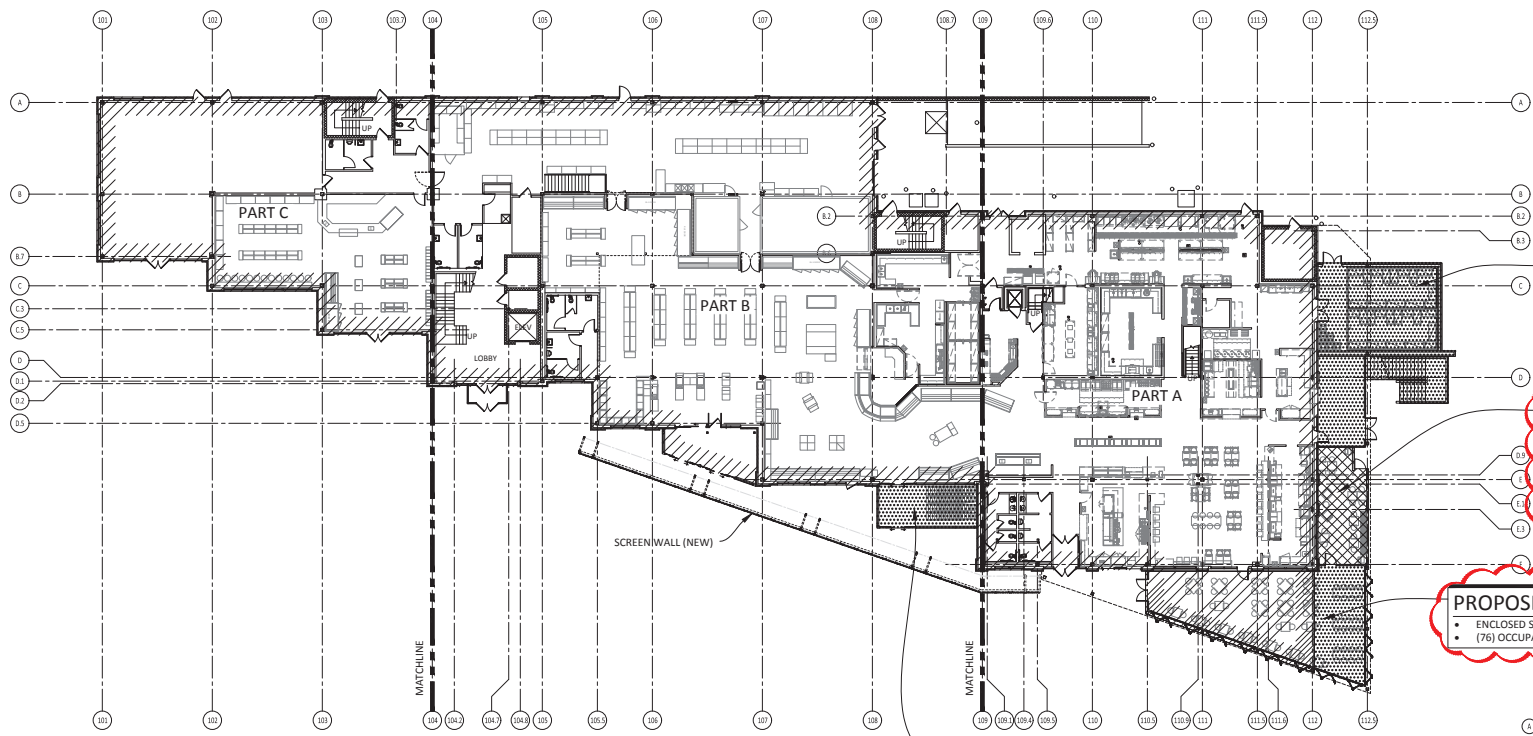 101 102 103 103.7 104 105 106 107 108 108.7 109 109.6 110 111 111.5 112 112.5
A A
UP
B B
PART C
B.2 B.2
UP
B.3
B.7
C C
PART B
C.3
UP
ELEV
UP
C.5
LOBBY
D D
D.1
PART A
D.2
D.5
D.9
E
E.1
SCREEN WALL (NEW)
E.3
PROPOS
• ENCLOSED S
• (76) OCCUPA
MATCHLINE
MATCHLINE
101 102 103 104 104.2 104.7 104.8 105 105.5 106 107 108 109 109.1 109.4 109.5 110 110.5 110.9 111 111.5 111.6 112 112.5
A